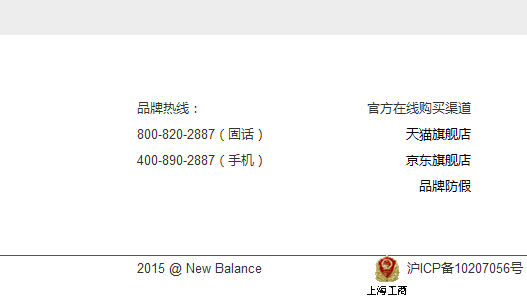 品牌热线：
800-820-2887（固话）
400-890-2887（手机）
官方在线购买渠道
天猫旗舰店
京东旗舰店
品牌防假
2015 @ New Balance
沪ICP备10207056号
上海工商